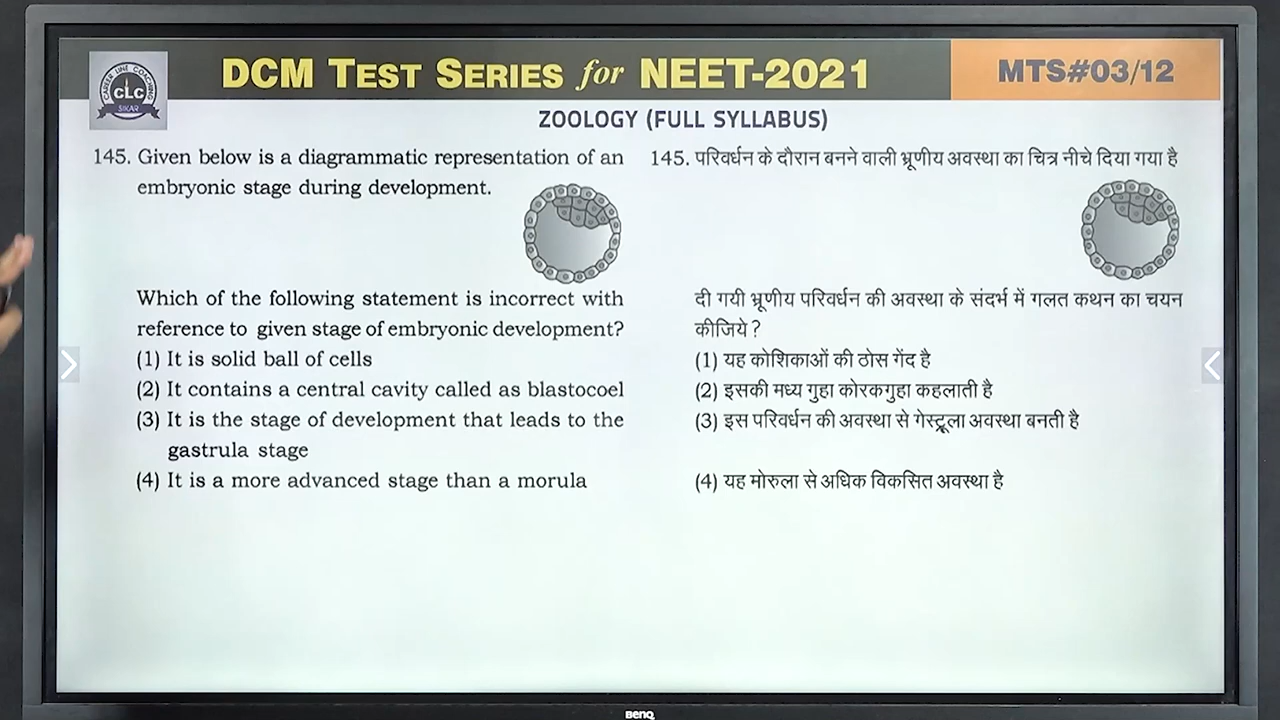 CAREER LINE COACHING
CLC
SIKAR
DCM TEST SERIES for NEET-2021
MTS#03/12
ZOOLOGY (FULL SYLLABUS)
145. Given below is a diagrammatic representation of an
embryonic stage during development.
Which of the following statement is incorrect with
reference to given stage of embryonic development?
(1) It is solid ball of cells
(2) It contains a central cavity called as blastocoel
(3) It is the stage of development that leads to the
gastrula stage
(4) It is a more advanced stage than a morula
145. परिवर्धन के दौरान बनने वाली भ्रूणीय अवस्था का चित्र नीचे दिया गया है
दी गयी भ्रूणीय परिवर्धन की अवस्था के संदर्भ में गलत कथन का चयन
कीजिये ?
(1) यह कोशिकाओं की ठोस गेंद है
(2) इसकी मध्य गुहा कोरकगुहा कहलाती है
(3) इस परिवर्धन की अवस्था से गेस्ट्रूला अवस्था बनती है
(4) यह मोरुला से अधिक विकसित अवस्था है
BenQ